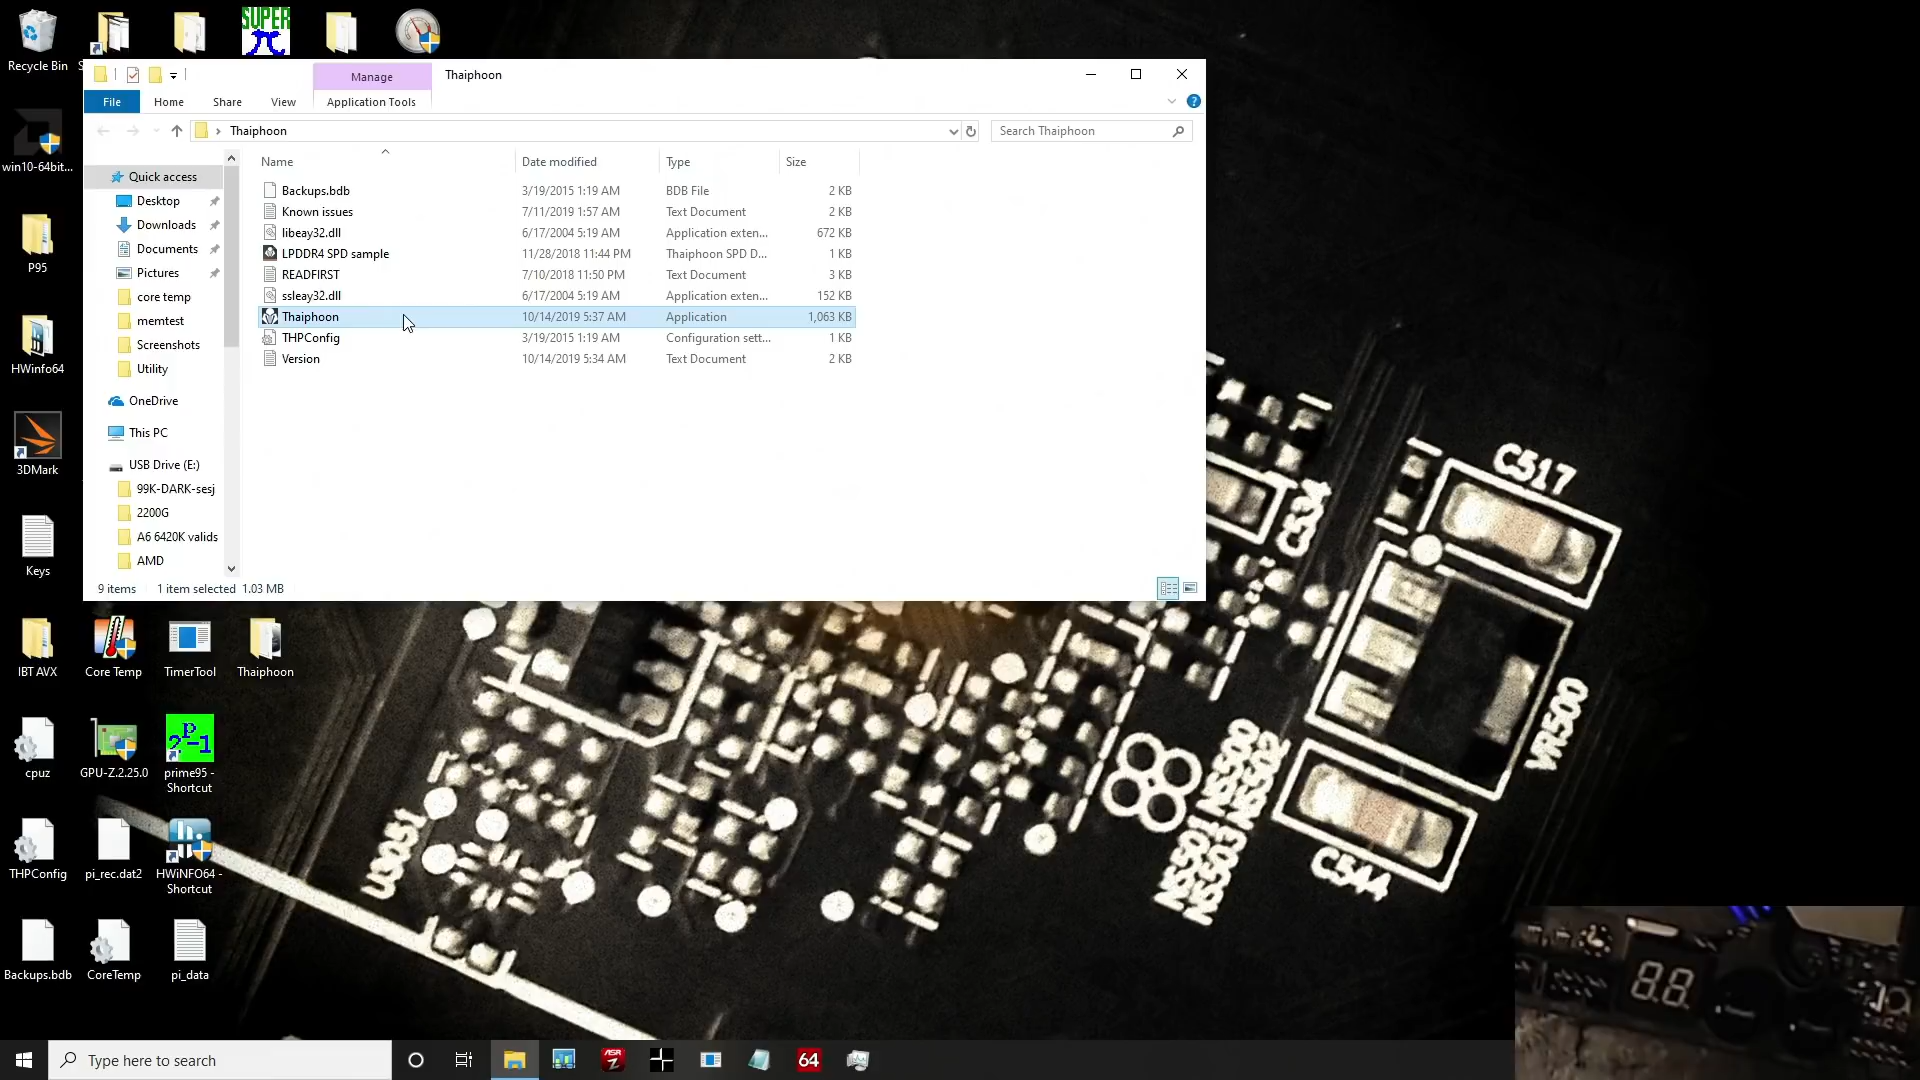 SUPER
π
Recycle Bin
Manage
Thaiphoon
File
Home
Share
View
Application Tools
Thaiphoon
Search Thaiphoon
win10-64bit...
Name
Date modified
Type
Size
Quick access
Desktop
Downloads
Documents
Pictures
core temp
memtest
Screenshots
Utility
OneDrive
This PC
USB Drive (E:)
99K-DARK-sesj
2200G
A6 6420K valids
AMD
Backups.bdb 3/19/2015 1:19 AM BDB File 2 KB
Known issues 7/11/2019 1:57 AM Text Document 2 KB
libeay32.dll 6/17/2004 5:19 AM Application exten... 672 KB
LPDDR4 SPD sample 11/28/2018 11:44 PM Thaiphoon SPD D... 1 KB
READFIRST 7/10/2018 11:50 PM Text Document 3 KB
ssleay32.dll 6/17/2004 5:19 AM Application exten... 152 KB
Thaiphoon 10/14/2019 5:37 AM Application 1,063 KB
THPConfig 3/19/2015 1:19 AM Configuration sett... 1 KB
Version 10/14/2019 5:34 AM Text Document 2 KB
9 items 1 item selected 1.03 MB
P95
HWinfo64
3DMark
Keys
IBT AVX
Core Temp
TimerTool
Thaiphoon
cpuz
GPU-Z.2.25.0
prime95 -
Shortcut
THPConfig
pi_rec.dat2
HWiNFO64 -
Shortcut
Backups.bdb
CoreTemp
pi_data
C517
VR500
C544
NS500
NS502
NS501
NS503
U9051
Type here to search
64